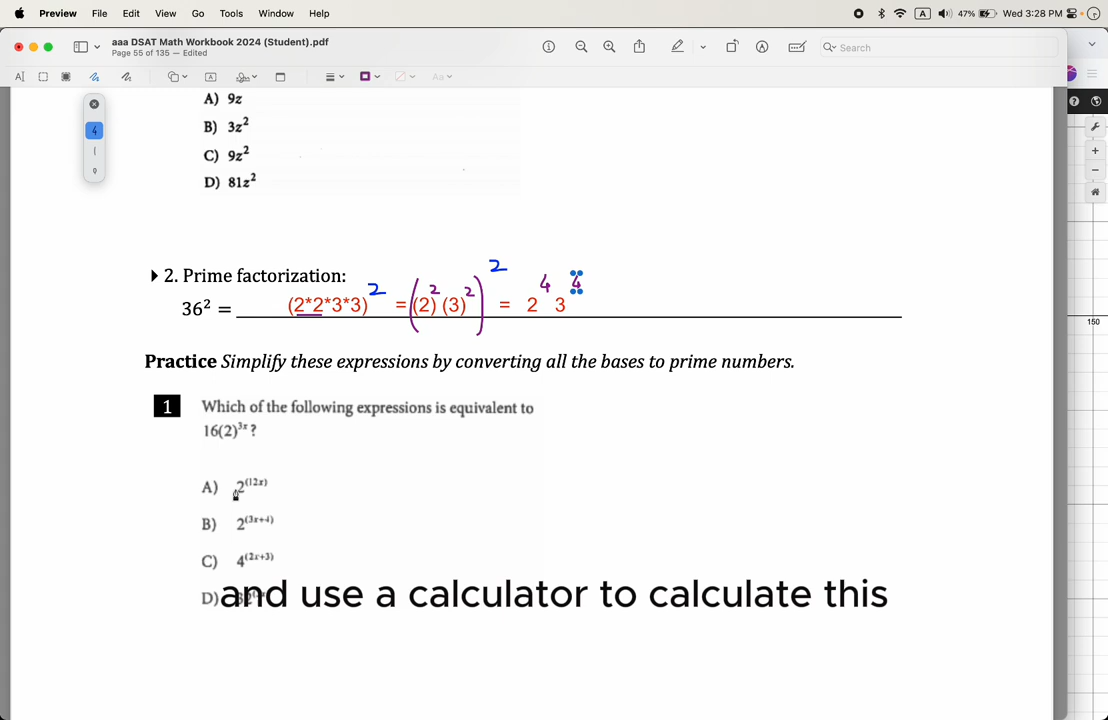 Preview File Edit View Go Tools Window Help A 47% Wed 3:28 PM
aaa DSAT Math Workbook 2024 (Student).pdf
Page 55 of 135 — Edited
Search
A) 9z
B) 3z²
C) 9z²
D) 81z²
2. Prime factorization:
36² = (2*2*3*3)² = ((2)² (3)²)² = 2⁴ 3⁴
Practice Simplify these expressions by converting all the bases to prime numbers.
1 Which of the following expressions is equivalent to
16(2)³ˣ ?
A) 2^(12x)
B) 2^(3x+4)
C) 4^(2x+3)
D)
and use a calculator to calculate this
150